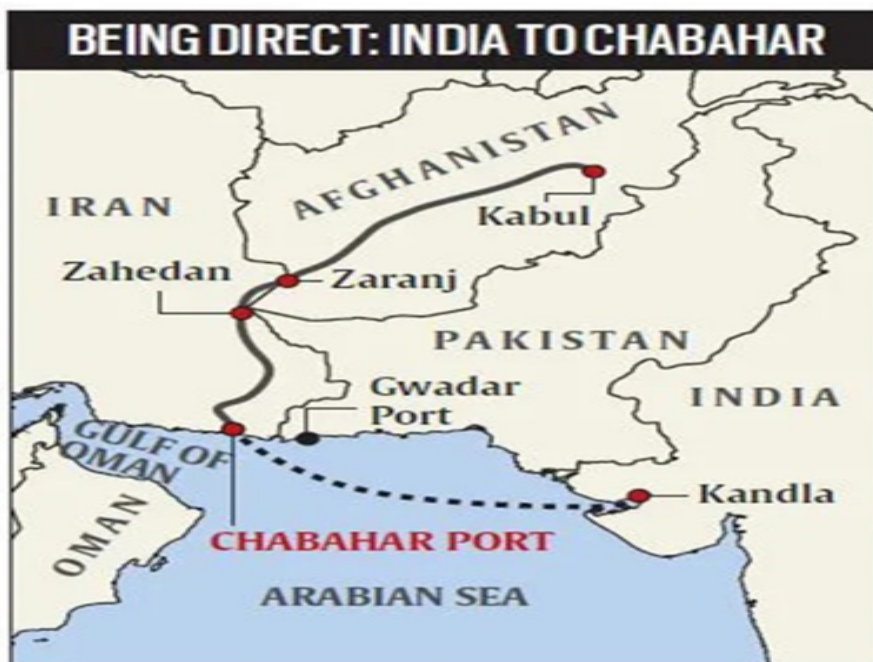 BEING DIRECT: INDIA TO CHABAHAR
AFGHANISTAN
IRAN
Kabul
Zahedan
Zaranj
PAKISTAN
Gwadar
Port
INDIA
GULF OF
OMAN
Kandla
OMAN
CHABAHAR PORT
ARABIAN SEA